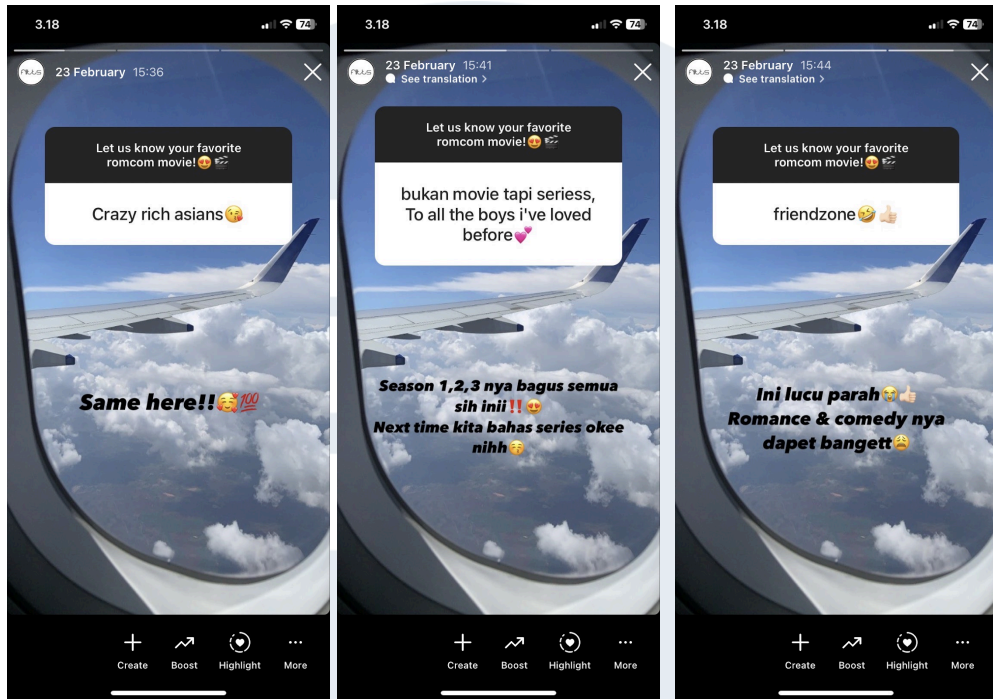 3.18
74
FMLS
23 February 15:36
Let us know your favorite
romcom movie!😍🎬
Crazy rich asians😘
Same here!!🥰💯
Create Boost Highlight More
3.18
74
23 February 15:41
See translation >
Let us know your favorite
romcom movie!😍🎬
bukan movie tapi seriess,
To all the boys i've loved
before💕
Season 1,2,3 nya bagus semua
sih inii‼️😍
Next time kita bahas series okee
nihh😚
Create Boost Highlight More
3.18
74
23 February 15:44
See translation >
Let us know your favorite
romcom movie!😍🎬
friendzone🤣👍🏻
Ini lucu parah😭👍🏻
Romance & comedy nya
dapet bangett😩
Create Boost Highlight More